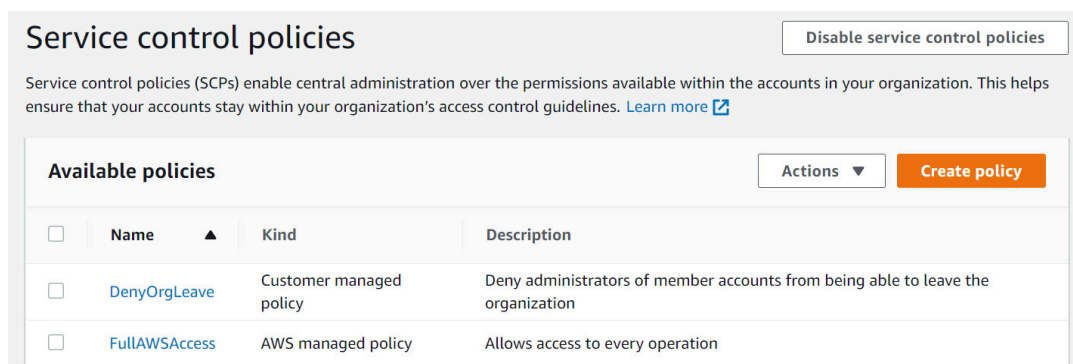 Service control policies
Disable service control policies
Service control policies (SCPs) enable central administration over the permissions available within the accounts in your organization. This helps
ensure that your accounts stay within your organization's access control guidelines. Learn more
Available policies
Actions
Create policy
Name
Kind
Description
DenyOrgLeave
Customer managed
policy
Deny administrators of member accounts from being able to leave the
organization
FullAWSAccess
AWS managed policy
Allows access to every operation